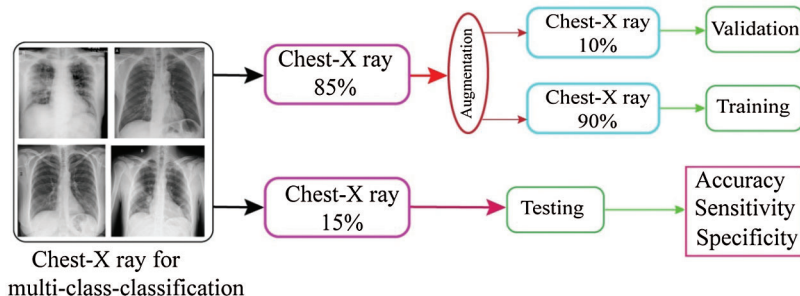 Chest-X ray for
multi-class-classification
Chest-X ray
85%
Augmentation
Chest-X ray
10%
Validation
Chest-X ray
90%
Training
Chest-X ray
15%
Testing
Accuracy
Sensitivity
Specificity